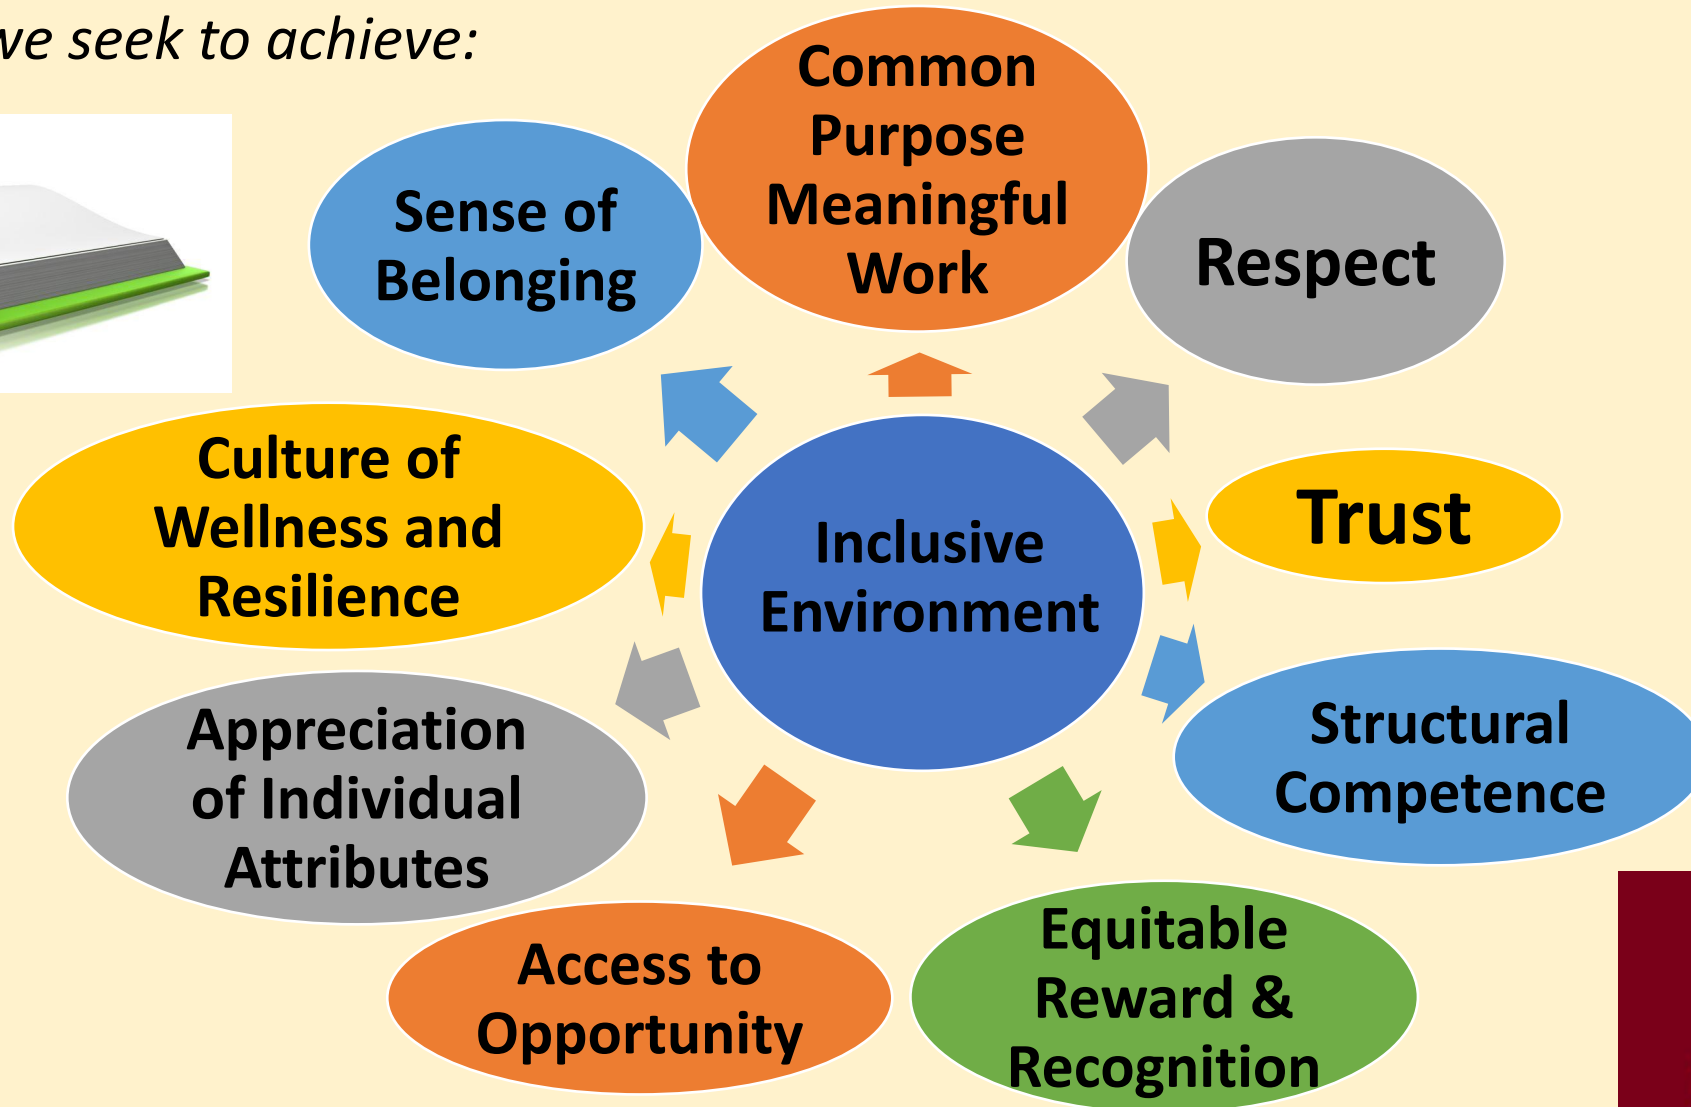 we seek to achieve:
Common
Purpose
Meaningful
Work
Respect
Trust
Structural
Competence
Equitable
Reward &
Recognition
Access to
Opportunity
Appreciation
of Individual
Attributes
Culture of
Wellness and
Resilience
Sense of
Belonging
Inclusive
Environment